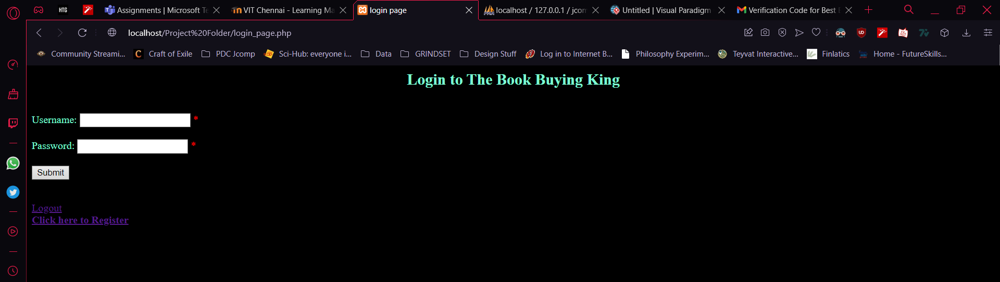 HTG
Assignments | Microsoft Te
VIT Chennai - Learning Ma
login page
localhost / 127.0.0.1 / jcom
Untitled | Visual Paradigm
Verification Code for Best
localhost/Project%20Folder/login_page.php
Community Streami...
Craft of Exile
PDC Jcomp
Sci-Hub: everyone i...
Data
GRINDSET
Design Stuff
Log in to Internet B...
Philosophy Experim...
Teyvat Interactive...
Finlatics
Home - FutureSkills...
Login to The Book Buying King
Username: *
Password: *
Submit
Logout
Click here to Register